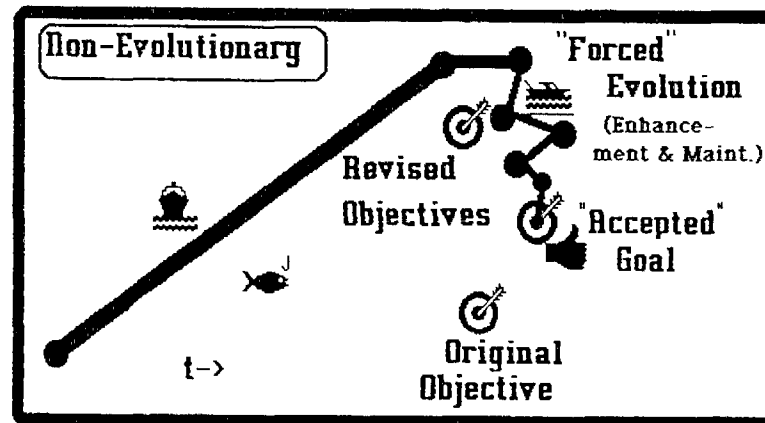 Non-Evolutionary
"Forced"
Evolution
(Enhance-
ment & Maint.)
Revised
Objectives
"Accepted"
Goal
Original
Objective
t->